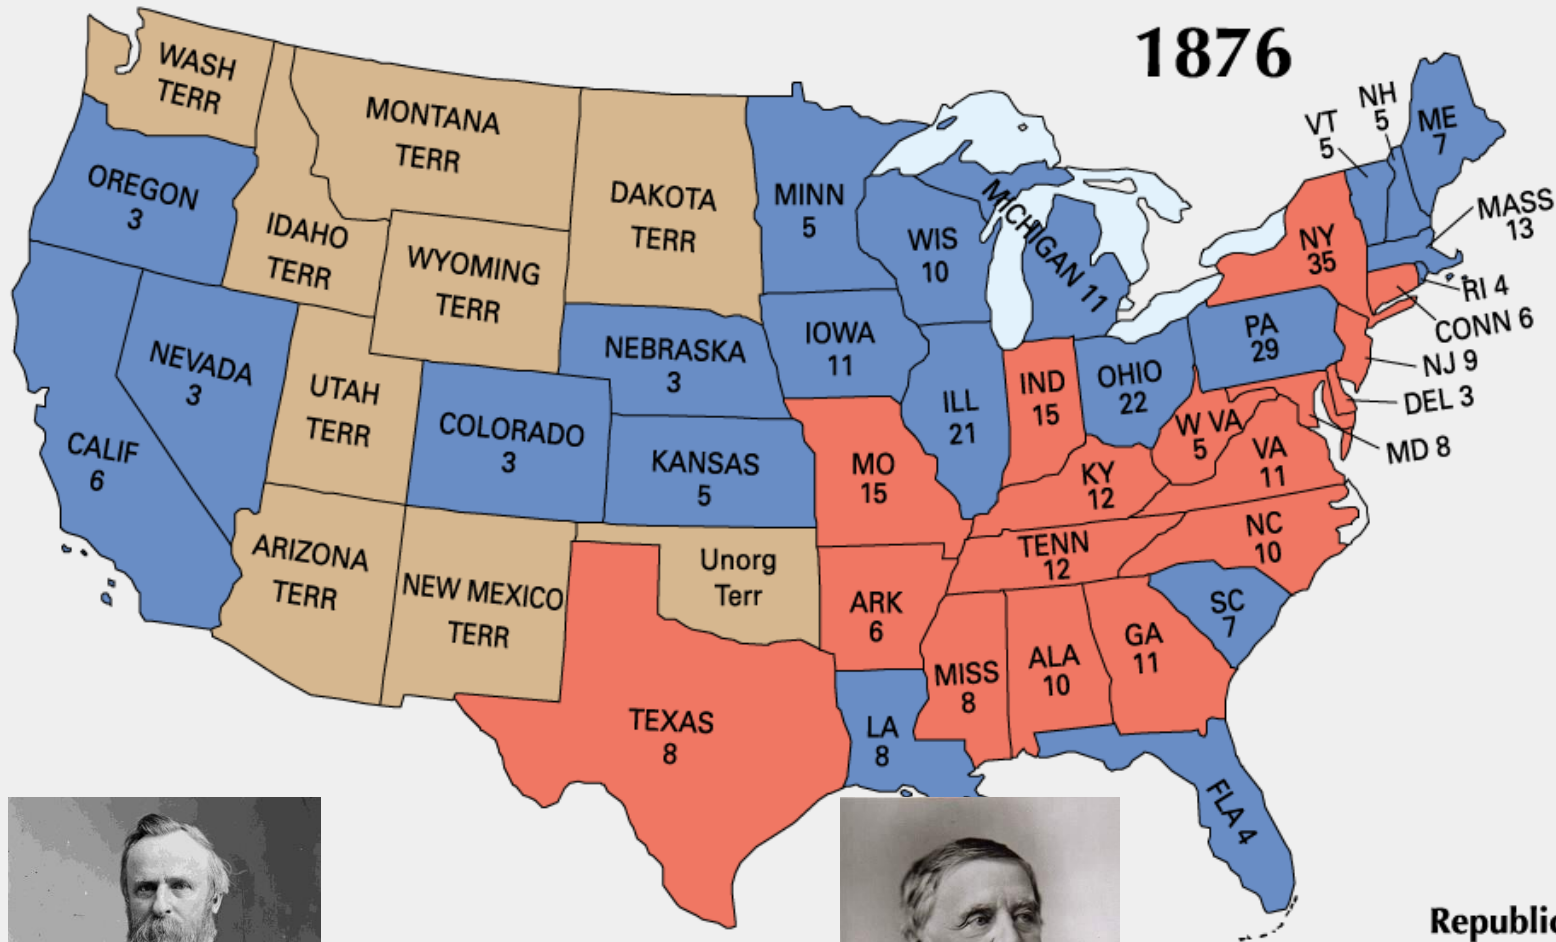 1876
WASH
TERR
MONTANA
TERR
OREGON
3
IDAHO
TERR
WYOMING
TERR
DAKOTA
TERR
MINN
5
WIS
10
MICHIGAN 11
VT
5
NH
5
ME
7
MASS
13
NY
35
RI 4
CONN 6
NJ 9
DEL 3
MD 8
PA
29
NEVADA
3
UTAH
TERR
COLORADO
3
NEBRASKA
3
KANSAS
5
IOWA
11
ILL
21
IND
15
OHIO
22
W VA
5
VA
11
CALIF
6
MO
15
KY
12
NC
10
TENN
12
ARIZONA
TERR
NEW MEXICO
TERR
Unorg
Terr
ARK
6
SC
7
MISS
8
ALA
10
GA
11
TEXAS
8
LA
8
FLA 4
Republic